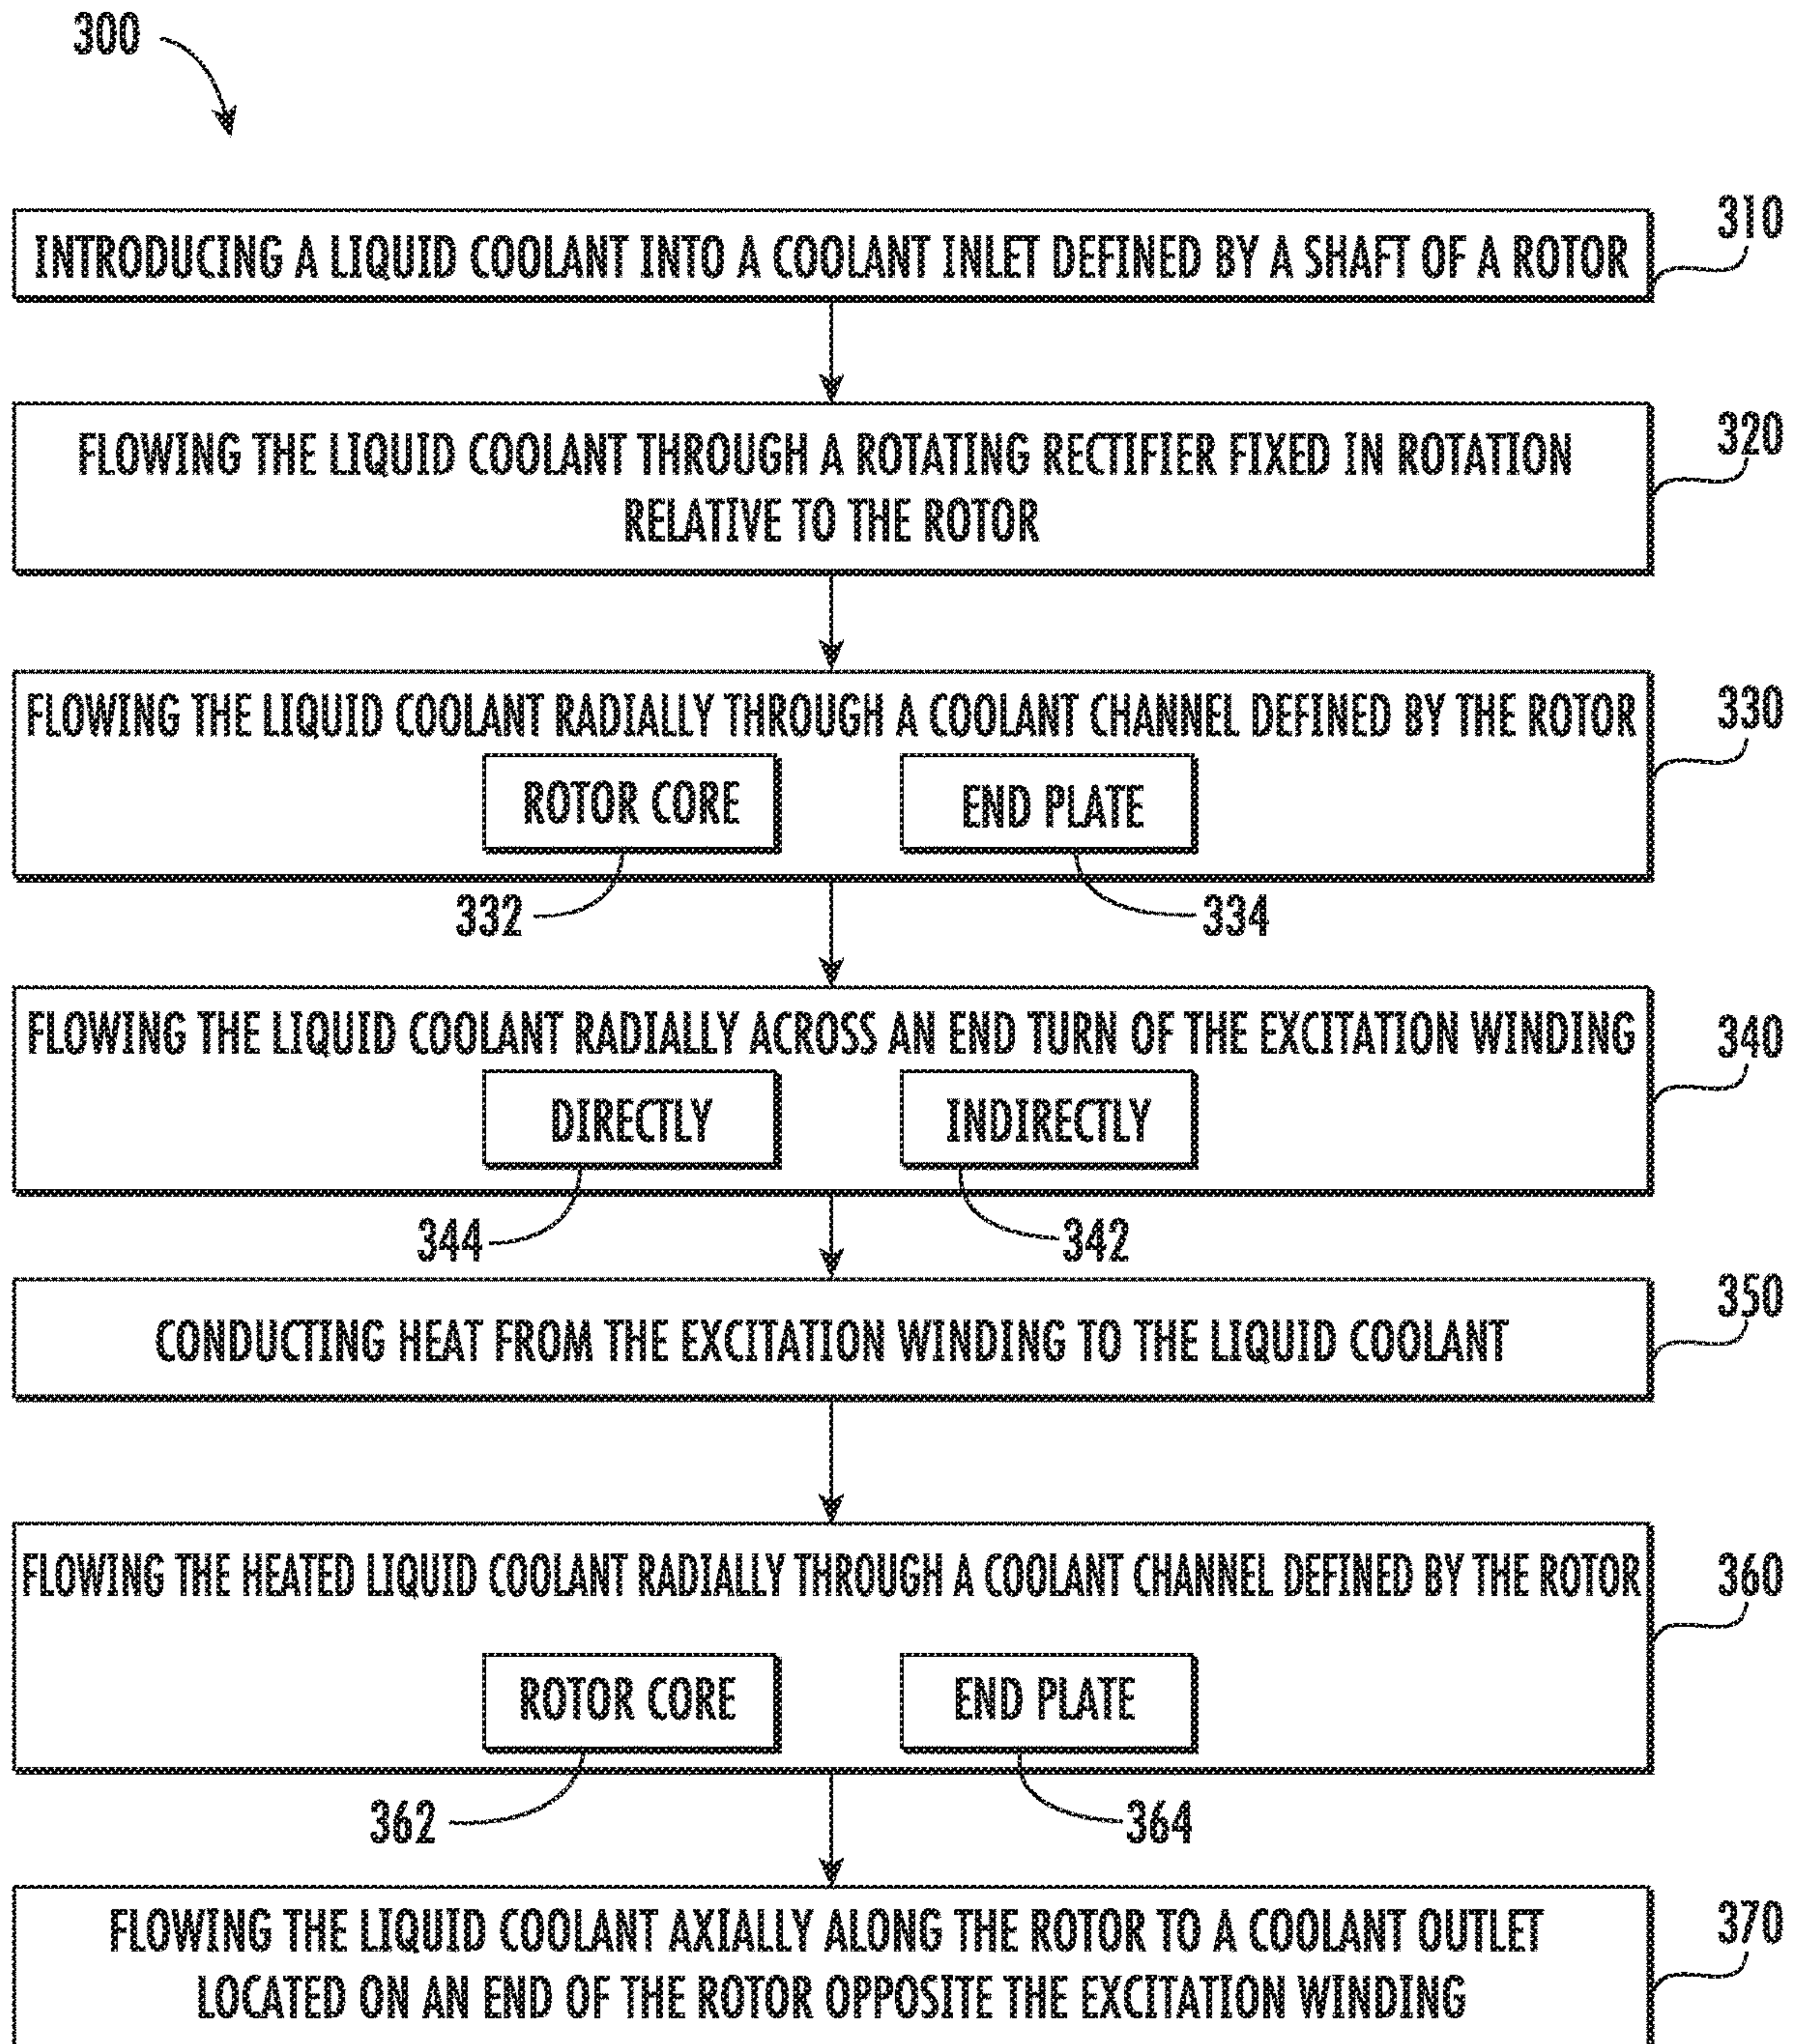 300
310
INTRODUCING A LIQUID COOLANT INTO A COOLANT INLET DEFINED BY A SHAFT OF A ROTOR
320
FLOWING THE LIQUID COOLANT THROUGH A ROTATING RECTIFIER FIXED IN ROTATION
RELATIVE TO THE ROTOR
330
FLOWING THE LIQUID COOLANT RADIALLY THROUGH A COOLANT CHANNEL DEFINED BY THE ROTOR
ROTOR CORE
END PLATE
332
334
340
FLOWING THE LIQUID COOLANT RADIALLY ACROSS AN END TURN OF THE EXCITATION WINDING
DIRECTLY
INDIRECTLY
344
342
350
CONDUCTING HEAT FROM THE EXCITATION WINDING TO THE LIQUID COOLANT
360
FLOWING THE HEATED LIQUID COOLANT RADIALLY THROUGH A COOLANT CHANNEL DEFINED BY THE ROTOR
ROTOR CORE
END PLATE
362
364
370
FLOWING THE LIQUID COOLANT AXIALLY ALONG THE ROTOR TO A COOLANT OUTLET
LOCATED ON AN END OF THE ROTOR OPPOSITE THE EXCITATION WINDING